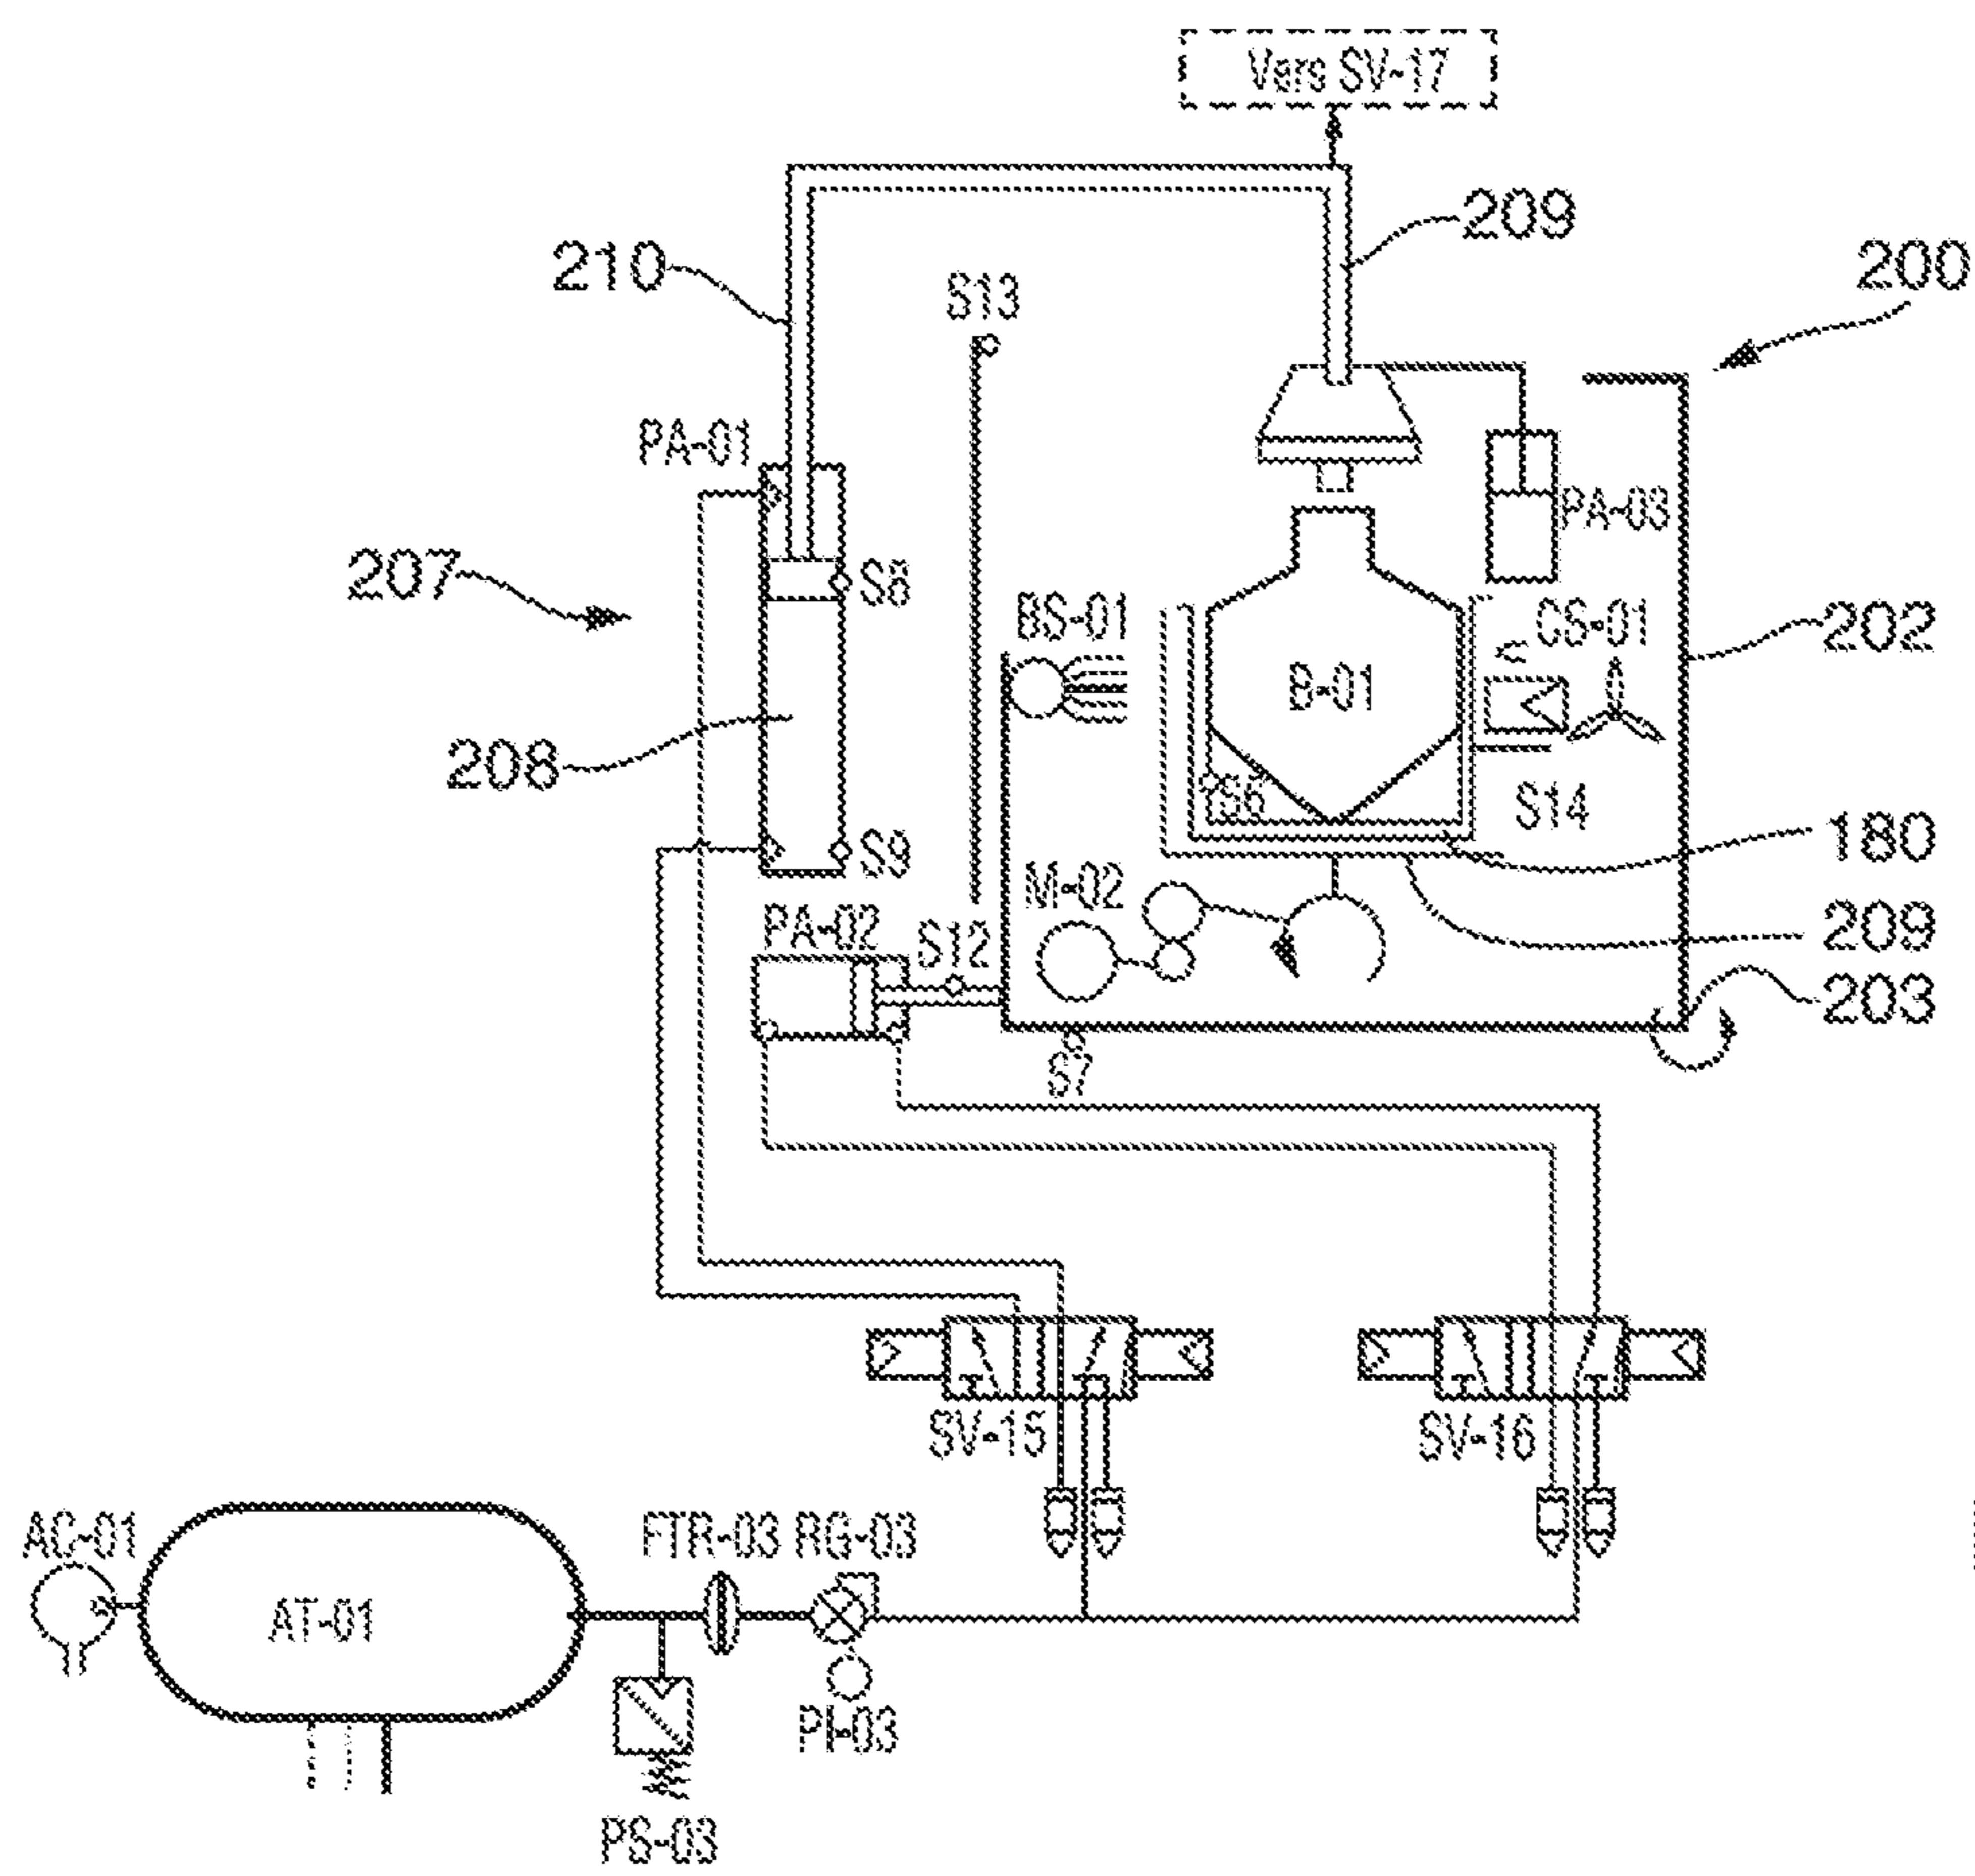 Vers SV-17
209
210
S13
200
PA-01
PA-03
207
S8
BS-01
CS-01
202
B-01
208
S6
S14
S9
180
M-02
PA-02
S12
209
203
S7
SV-15
SV-16
AC-01
FTR-03
RG-03
AT-01
PI-03
PS-03